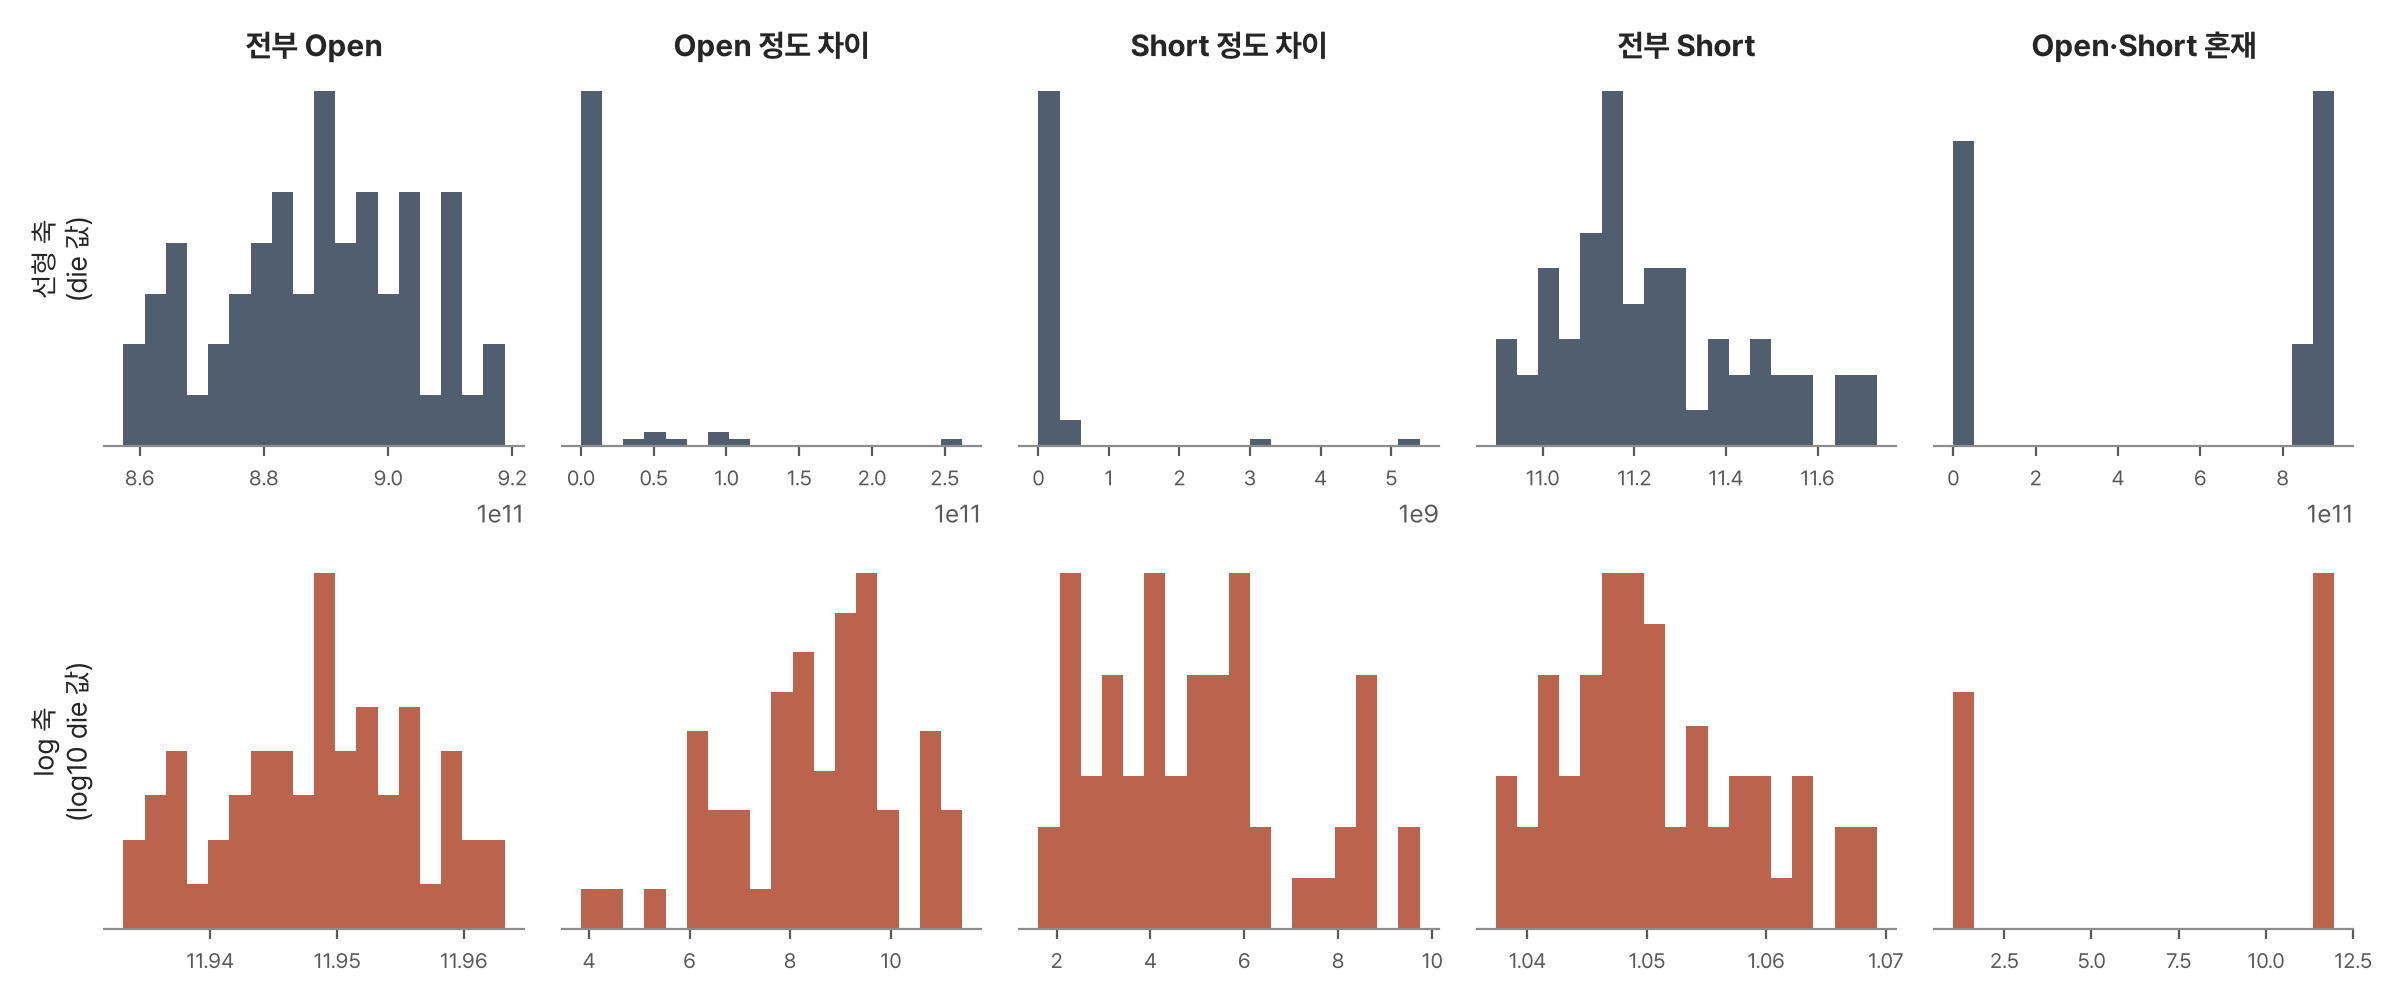 전부 Open
Open 정도 차이
Short 정도 차이
전부 Short
Open·Short 혼재
선형 축
(die 값)
8.6 8.8 9.0 9.2
1e11
0.0 0.5 1.0 1.5 2.0 2.5
1e11
0 1 2 3 4 5
1e9
11.0 11.2 11.4 11.6
0 2 4 6 8
1e11
log 축
(log10 die 값)
11.94 11.95 11.96
4 6 8 10
2 4 6 8 10
1.04 1.05 1.06 1.07
2.5 5.0 7.5 10.0 12.5